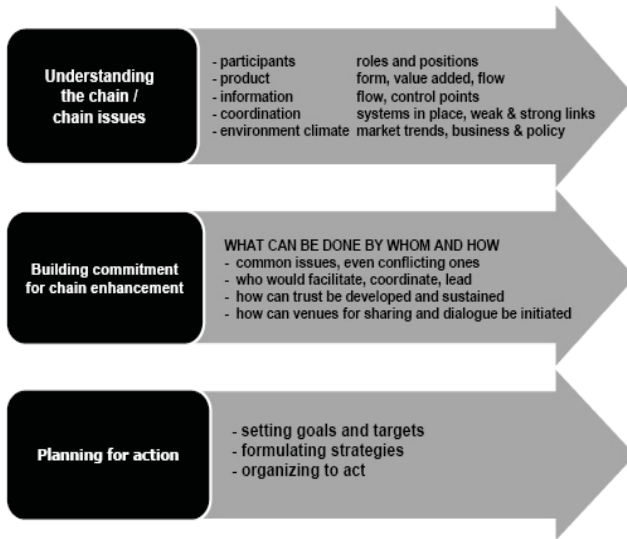 Understanding
the chain /
chain issues
- participants roles and positions
- product form, value added, flow
- information flow, control points
- coordination systems in place, weak & strong links
- environment climate market trends, business & policy
Building commitment
for chain enhancement
WHAT CAN BE DONE BY WHOM AND HOW
- common issues, even conflicting ones
- who would facilitate, coordinate, lead
- how can trust be developed and sustained
- how can venues for sharing and dialogue be initiated
Planning for action
- setting goals and targets
- formulating strategies
- organizing to act